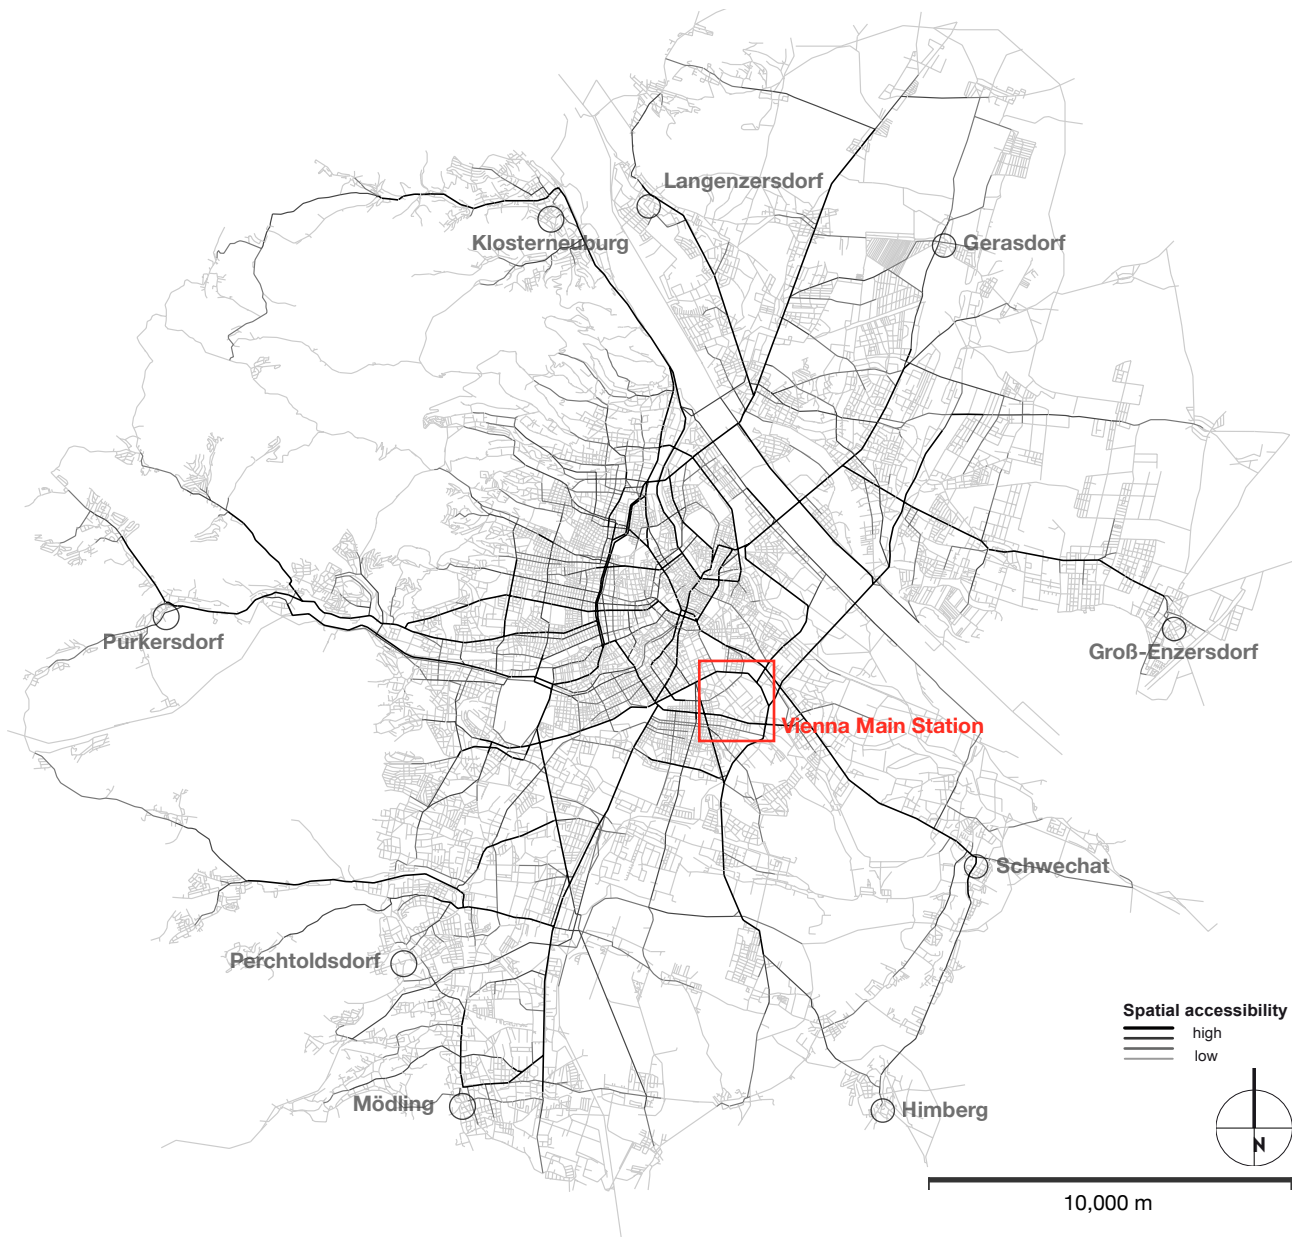 Langenzersdorf
Klosterneuburg
Gerasdorf
Purkersdorf
Groß-Enzersdorf
Vienna Main Station
Schwechat
Perchtoldsdorf
Spatial accessibility
high
low
Mödling
Himberg
N
10,000 m